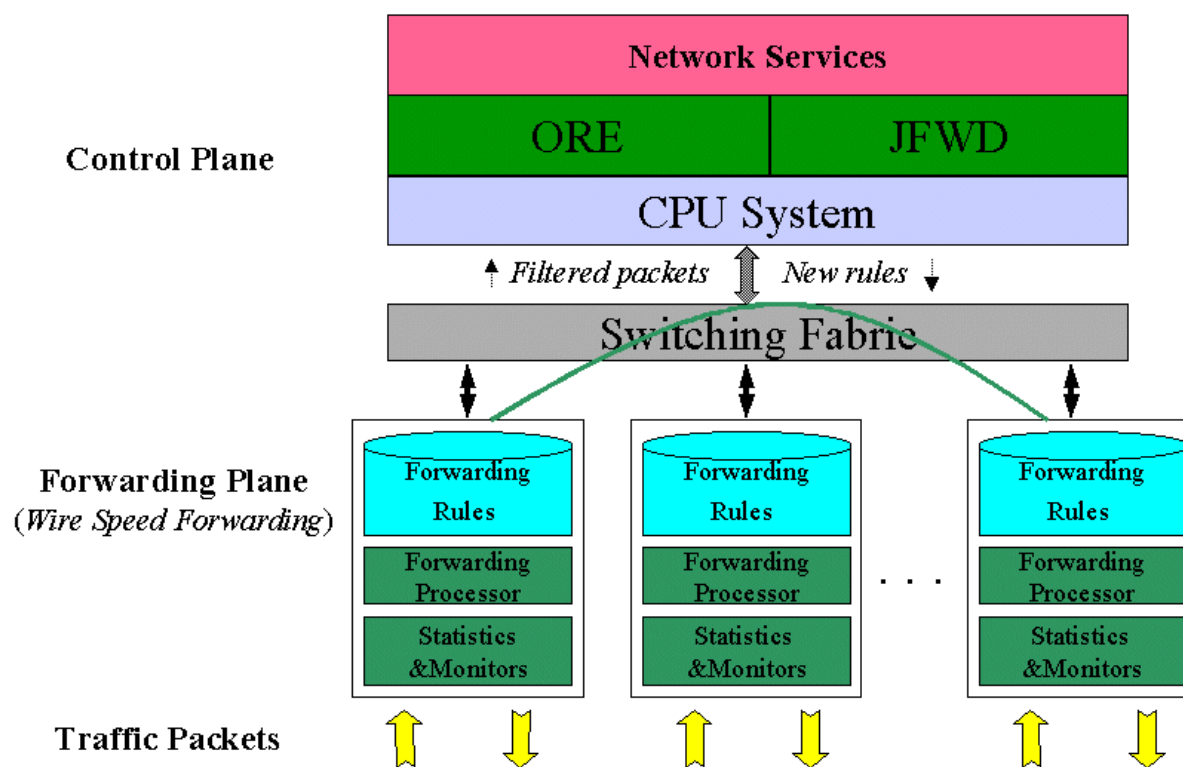 Network Services
ORE
JFWD
Control Plane
CPU System
Filtered packets
New rules
Switching Fabric
Forwarding Plane
(Wire Speed Forwarding)
Forwarding
Rules
Forwarding
Processor
Statistics
&Monitors
Forwarding
Rules
Forwarding
Processor
Statistics
&Monitors
. . .
Forwarding
Rules
Forwarding
Processor
Statistics
&Monitors
Traffic Packets